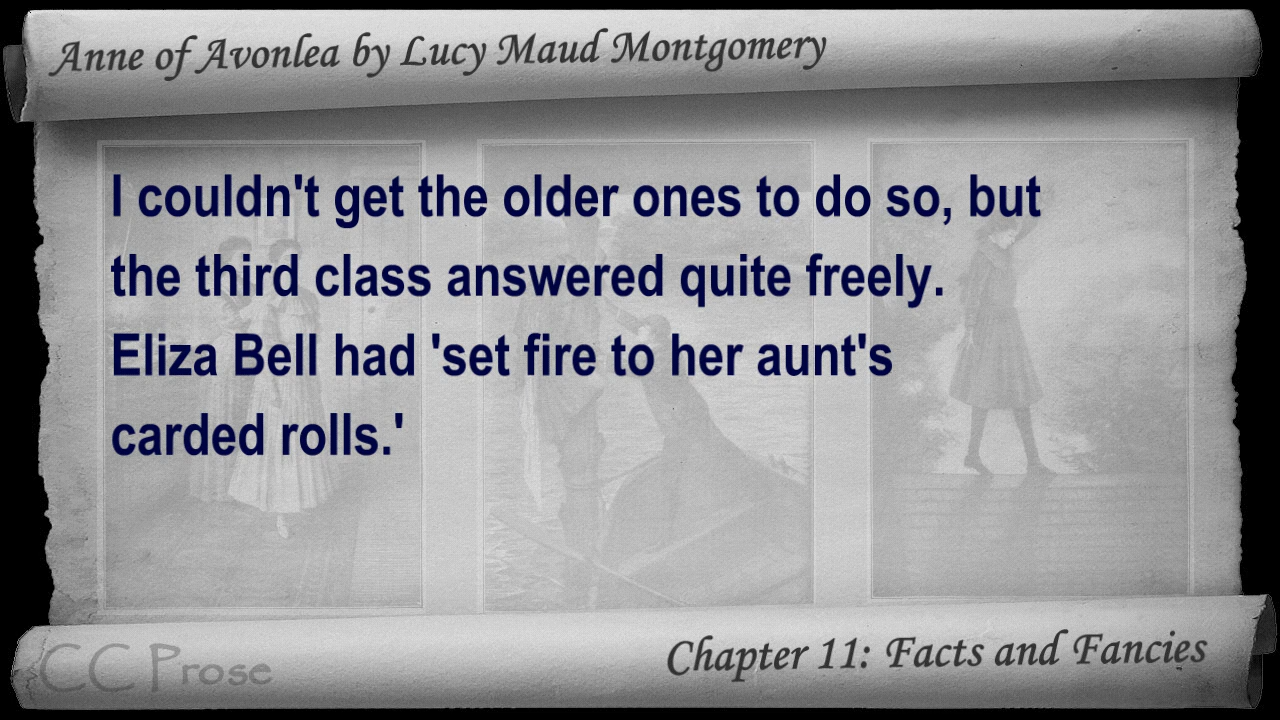 Anne of Avonlea by Lucy Maud Montgomery
I couldn't get the older ones to do so, but
the third class answered quite freely.
Eliza Bell had 'set fire to her aunt's
carded rolls.'
CC Prose
Chapter 11: Facts and Fancies